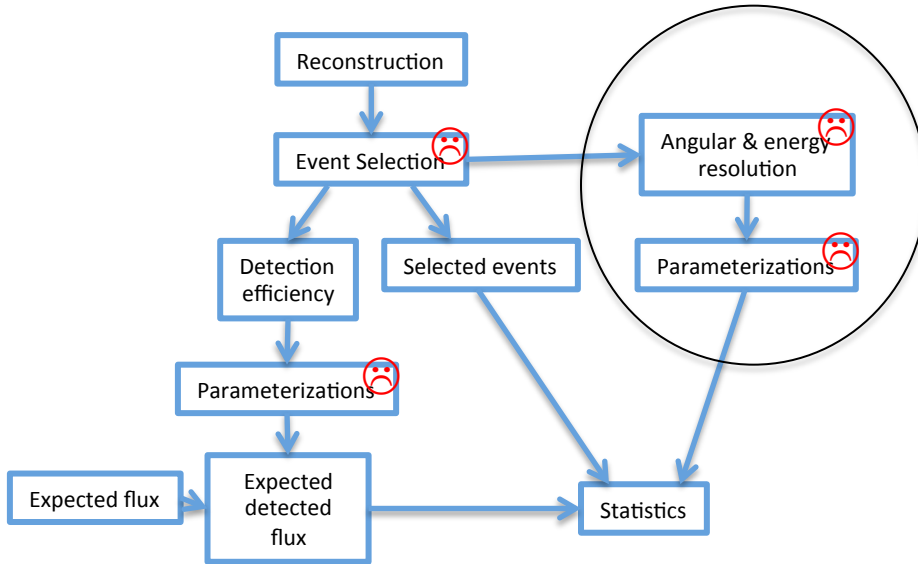 Reconstruction
Event Selection
Angular & energy
resolution
Detection
efficiency
Selected events
Parameterizations
Parameterizations
Expected flux
Expected
detected
flux
Statistics